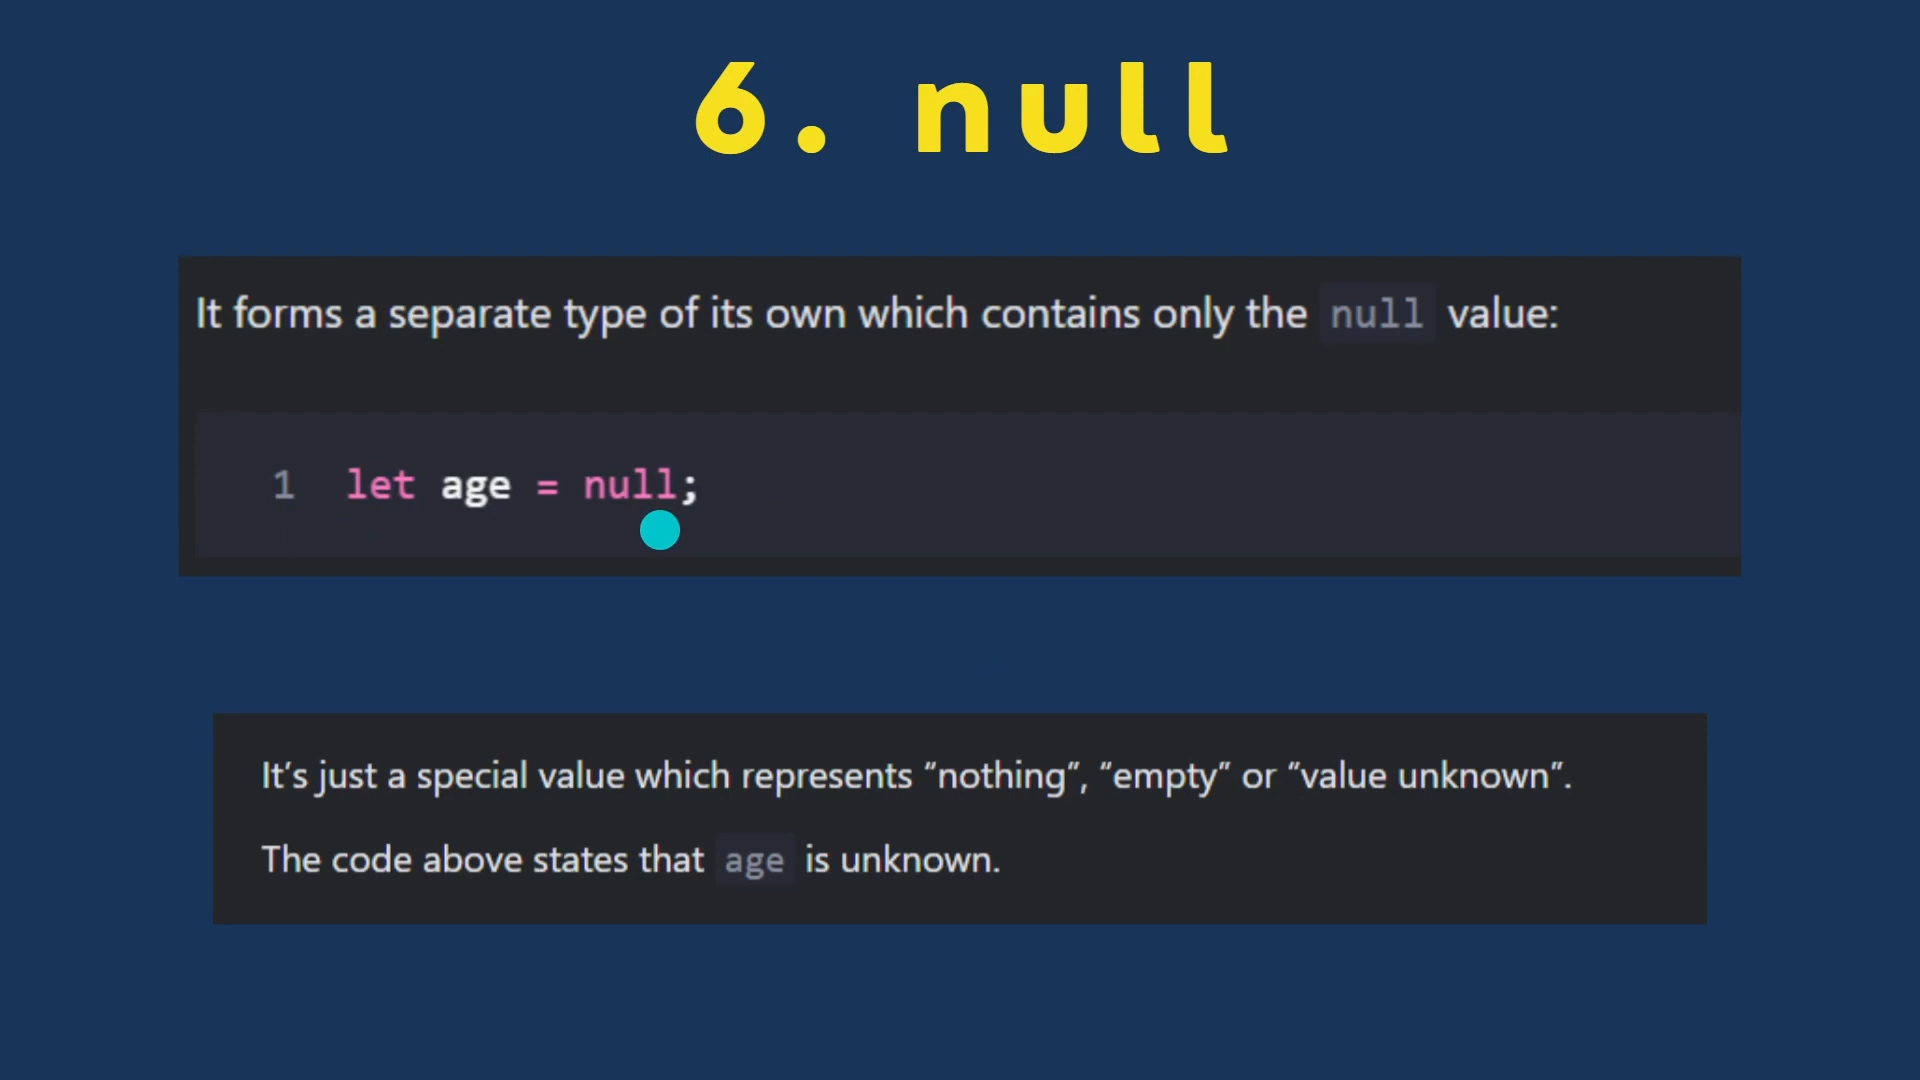 6. null
It forms a separate type of its own which contains only the null value:
1 let age = null;
It’s just a special value which represents “nothing”, “empty” or “value unknown”.
The code above states that age is unknown.